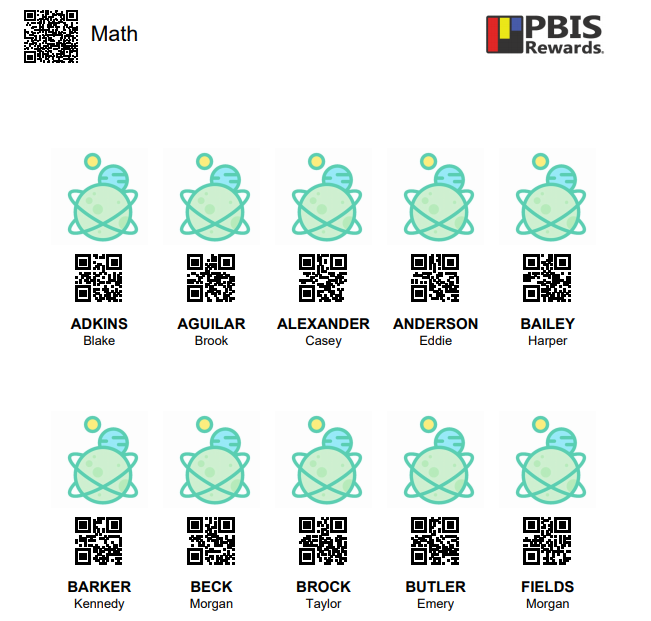 Math
PBIS
Rewards.
ADKINS
Blake
AGUILAR
Brook
ALEXANDER
Casey
ANDERSON
Eddie
BAILEY
Harper
BARKER
Kennedy
BECK
Morgan
BROCK
Taylor
BUTLER
Emery
FIELDS
Morgan